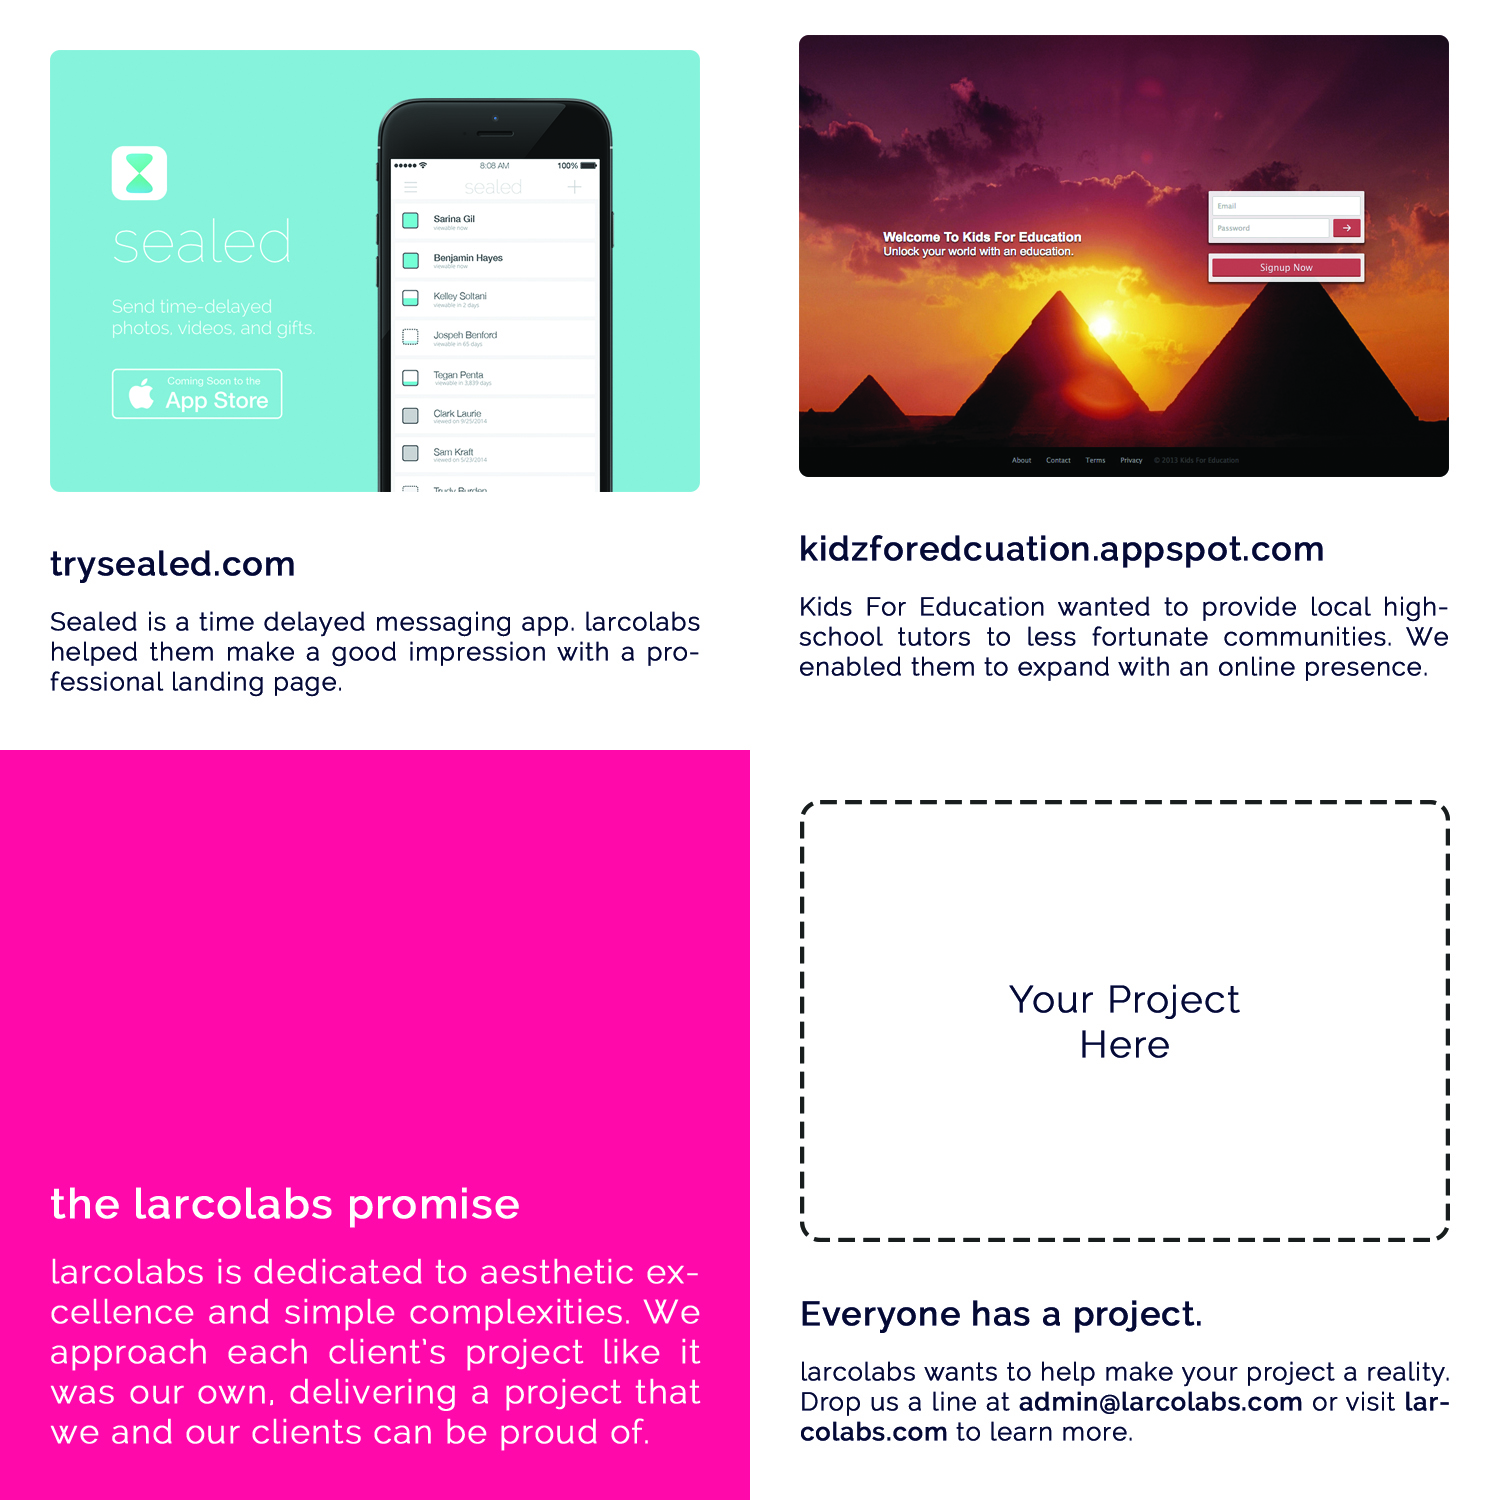 sealed
Send time-delayed
photos, videos, and gifts.
Coming Soon to the
App Store
8:08 AM
100%
sealed
Sarina Gil
viewable now
Benjamin Hayes
viewable now
Kelley Soltani
viewable in 2 days
Jospeh Benford
viewable in 65 days
Tegan Penta
viewable in 3,839 days
Clark Laurie
viewed on 9/25/2014
Sam Kraft
viewed on 5/23/2014
Trudy Burden
trysealed.com
Sealed is a time delayed messaging app. larcolabs
helped them make a good impression with a pro-
fessional landing page.
Welcome To Kids For Education
Unlock your world with an education.
Email
Password
Signup Now
About Contact Terms Privacy © 2013 Kids For Education
kidzforedcuation.appspot.com
Kids For Education wanted to provide local high-
school tutors to less fortunate communities. We
enabled them to expand with an online presence.
the larcolabs promise
larcolabs is dedicated to aesthetic ex-
cellence and simple complexities. We
approach each client's project like it
was our own, delivering a project that
we and our clients can be proud of.
Your Project
Here
Everyone has a project.
larcolabs wants to help make your project a reality.
Drop us a line at admin@larcolabs.com or visit lar-
colabs.com to learn more.